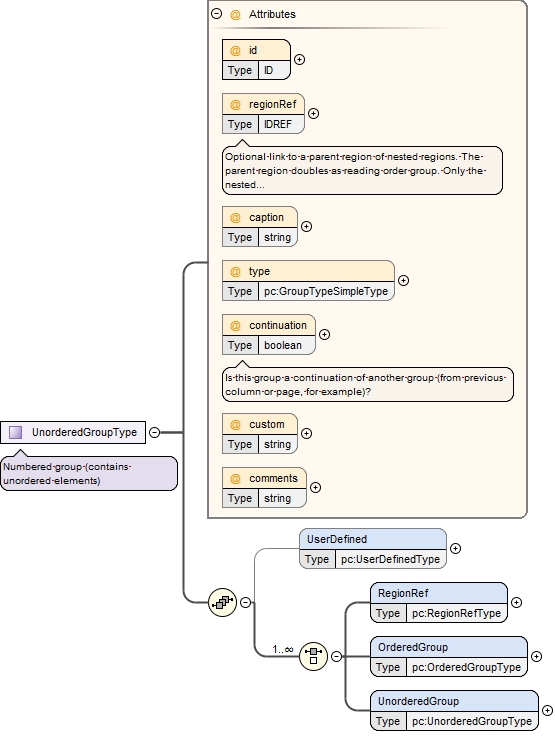 @ Attributes
@ id
Type ID
@ regionRef
Type IDREF
Optional link to a parent region of nested regions. The
parent region doubles as reading order group. Only the
nested...
@ caption
Type string
@ type
Type pc:GroupTypeSimpleType
@ continuation
Type boolean
Is this group a continuation of another group (from previous
column or page, for example)?
UnorderedGroupType
Numbered group (contains
unordered elements)
@ custom
Type string
@ comments
Type string
UserDefined
Type pc:UserDefinedType
RegionRef
Type pc:RegionRefType
1..∞
OrderedGroup
Type pc:OrderedGroupType
UnorderedGroup
Type pc:UnorderedGroupType